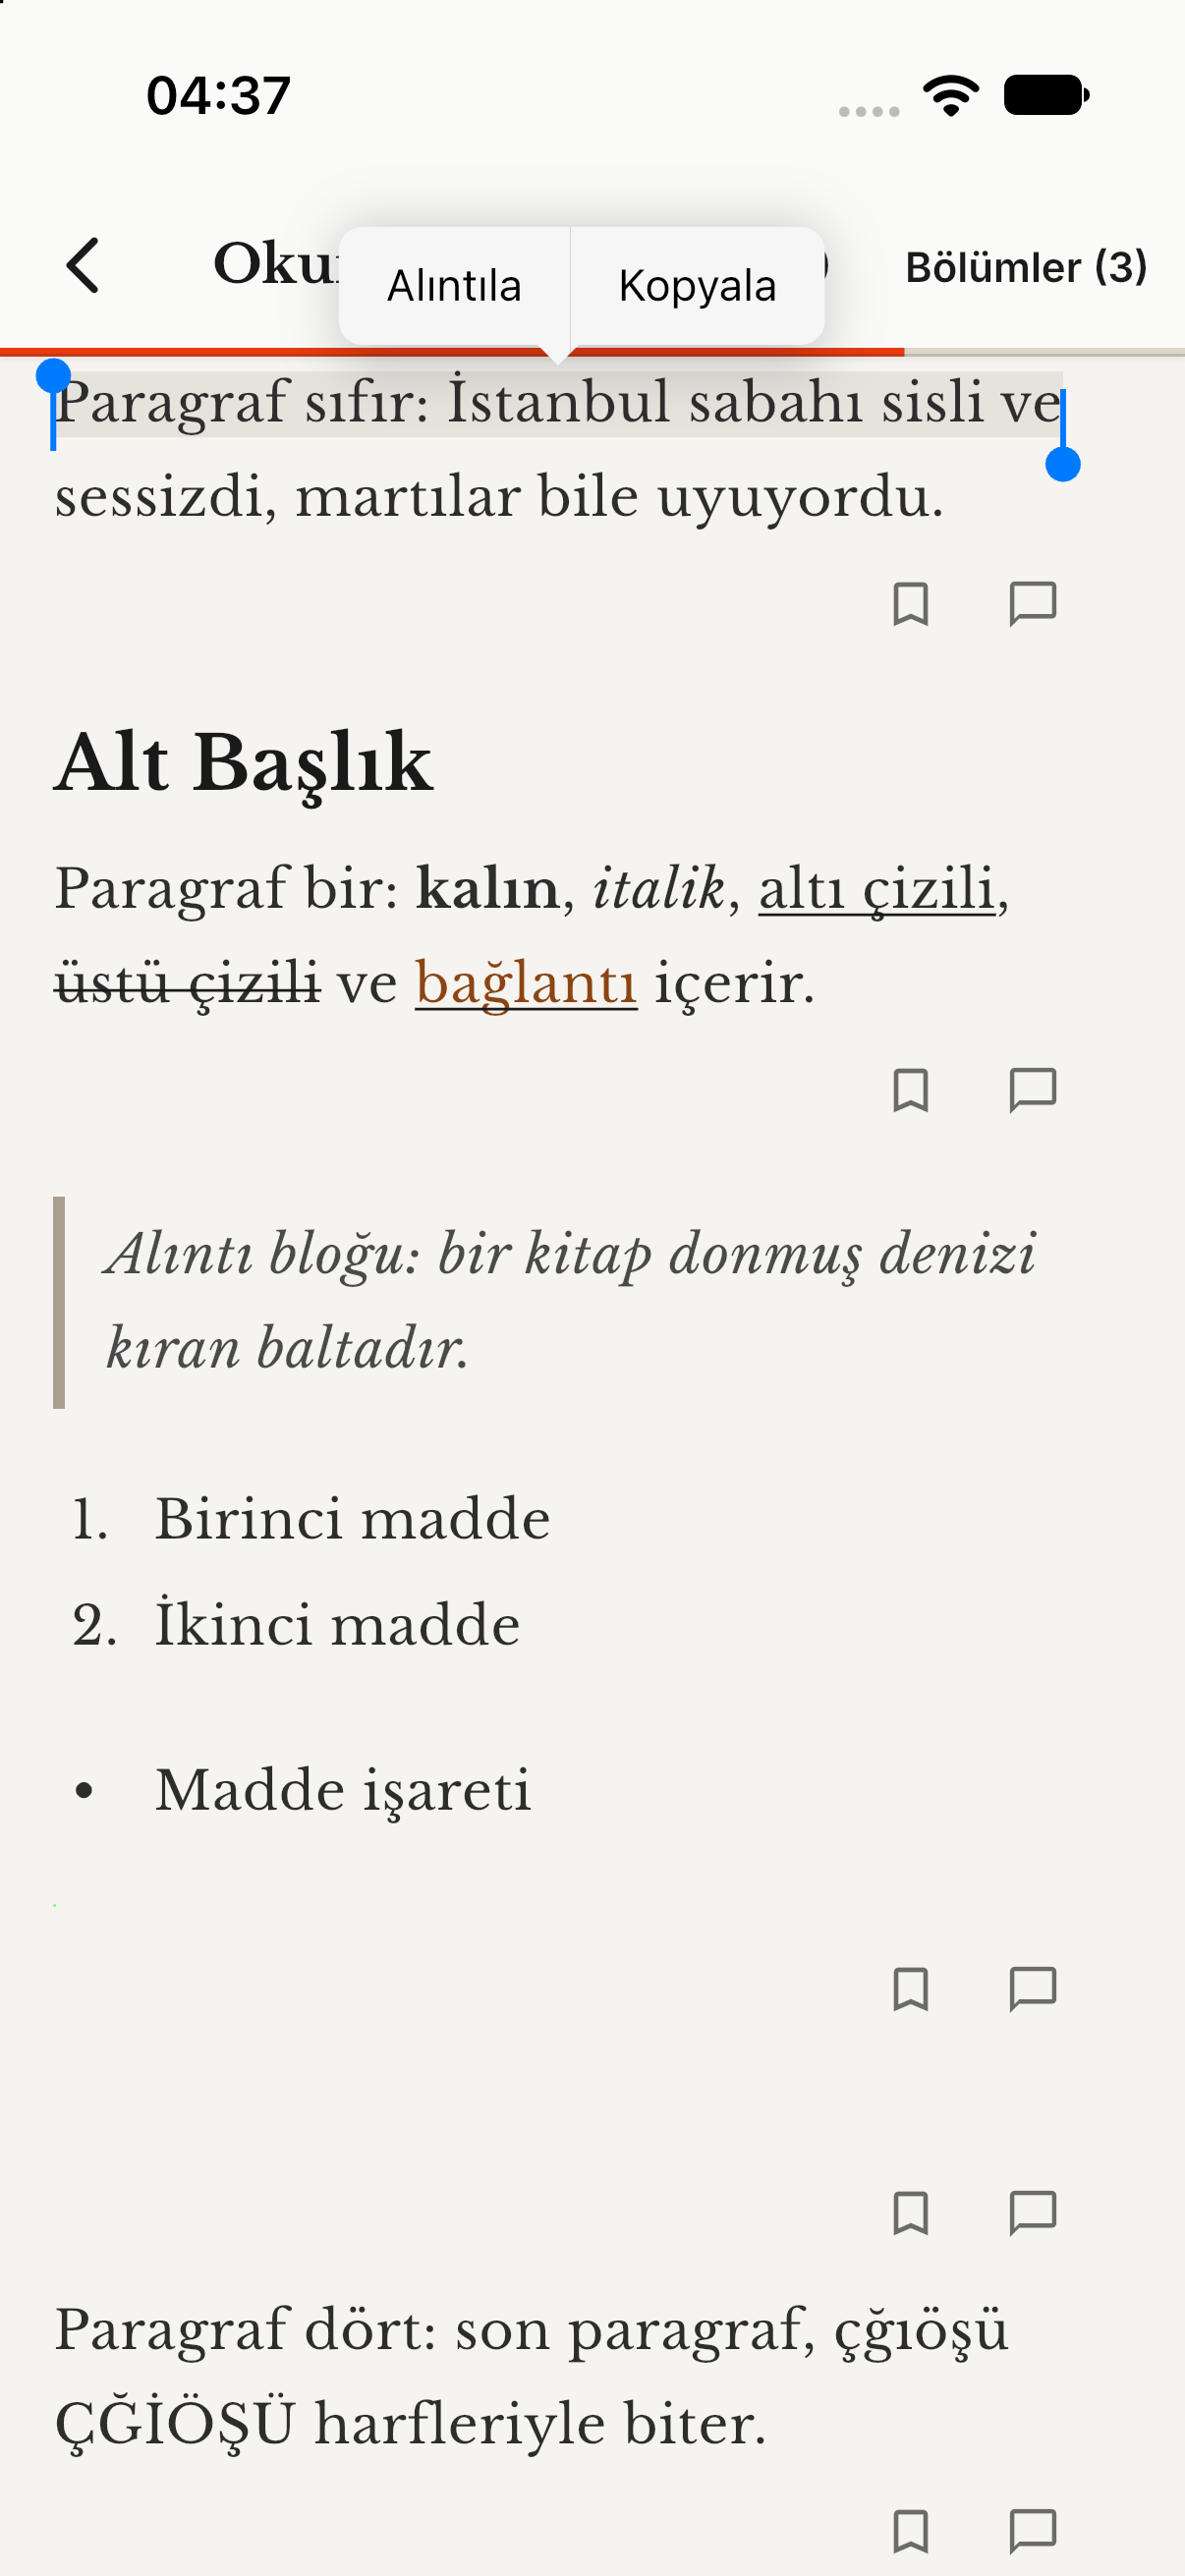 04:37
Alıntıla
Kopyala
Bölümler (3)
Paragraf sıfır: İstanbul sabahı sisli ve
sessizdi, martılar bile uyuyordu.
Alt Başlık
Paragraf bir: kalın, italik, altı çizili,
üstü çizili ve bağlantı içerir.
Alıntı bloğu: bir kitap donmuş denizi
kıran baltadır.
1. Birinci madde
2. İkinci madde
• Madde işareti
Paragraf dört: son paragraf, çğıöşü
ÇĞİÖŞÜ harfleriyle biter.